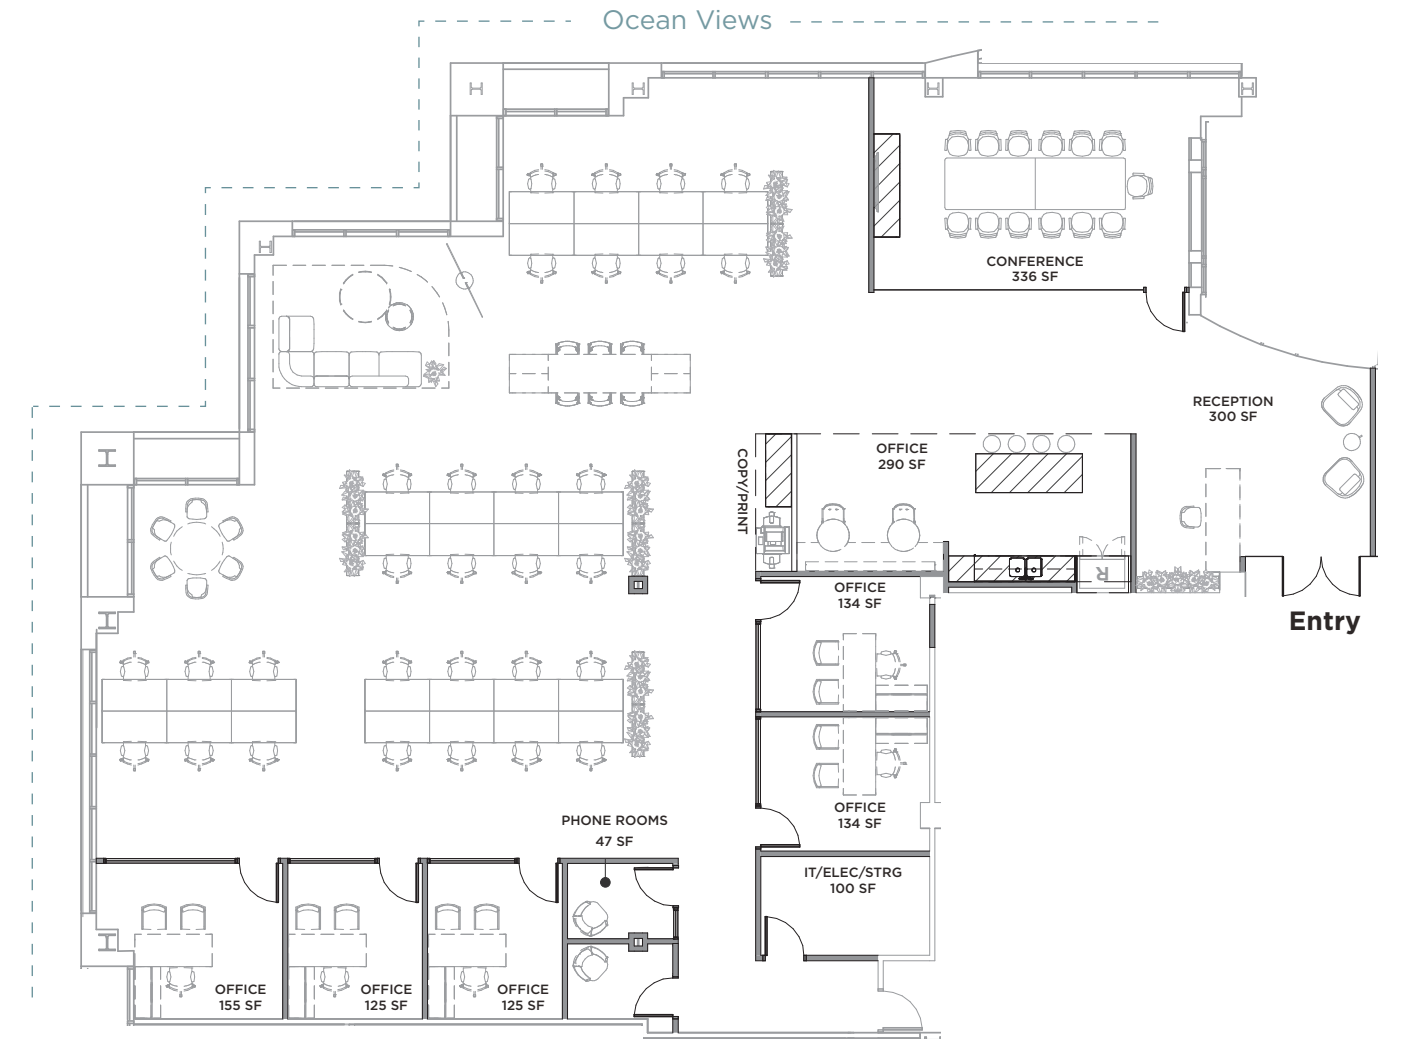 Ocean Views
CONFERENCE
336 SF
RECEPTION
300 SF
OFFICE
290 SF
COPY/PRINT
R
Entry
OFFICE
134 SF
OFFICE
134 SF
PHONE ROOMS
47 SF
IT/ELEC/STRG
100 SF
OFFICE
155 SF
OFFICE
125 SF
OFFICE
125 SF